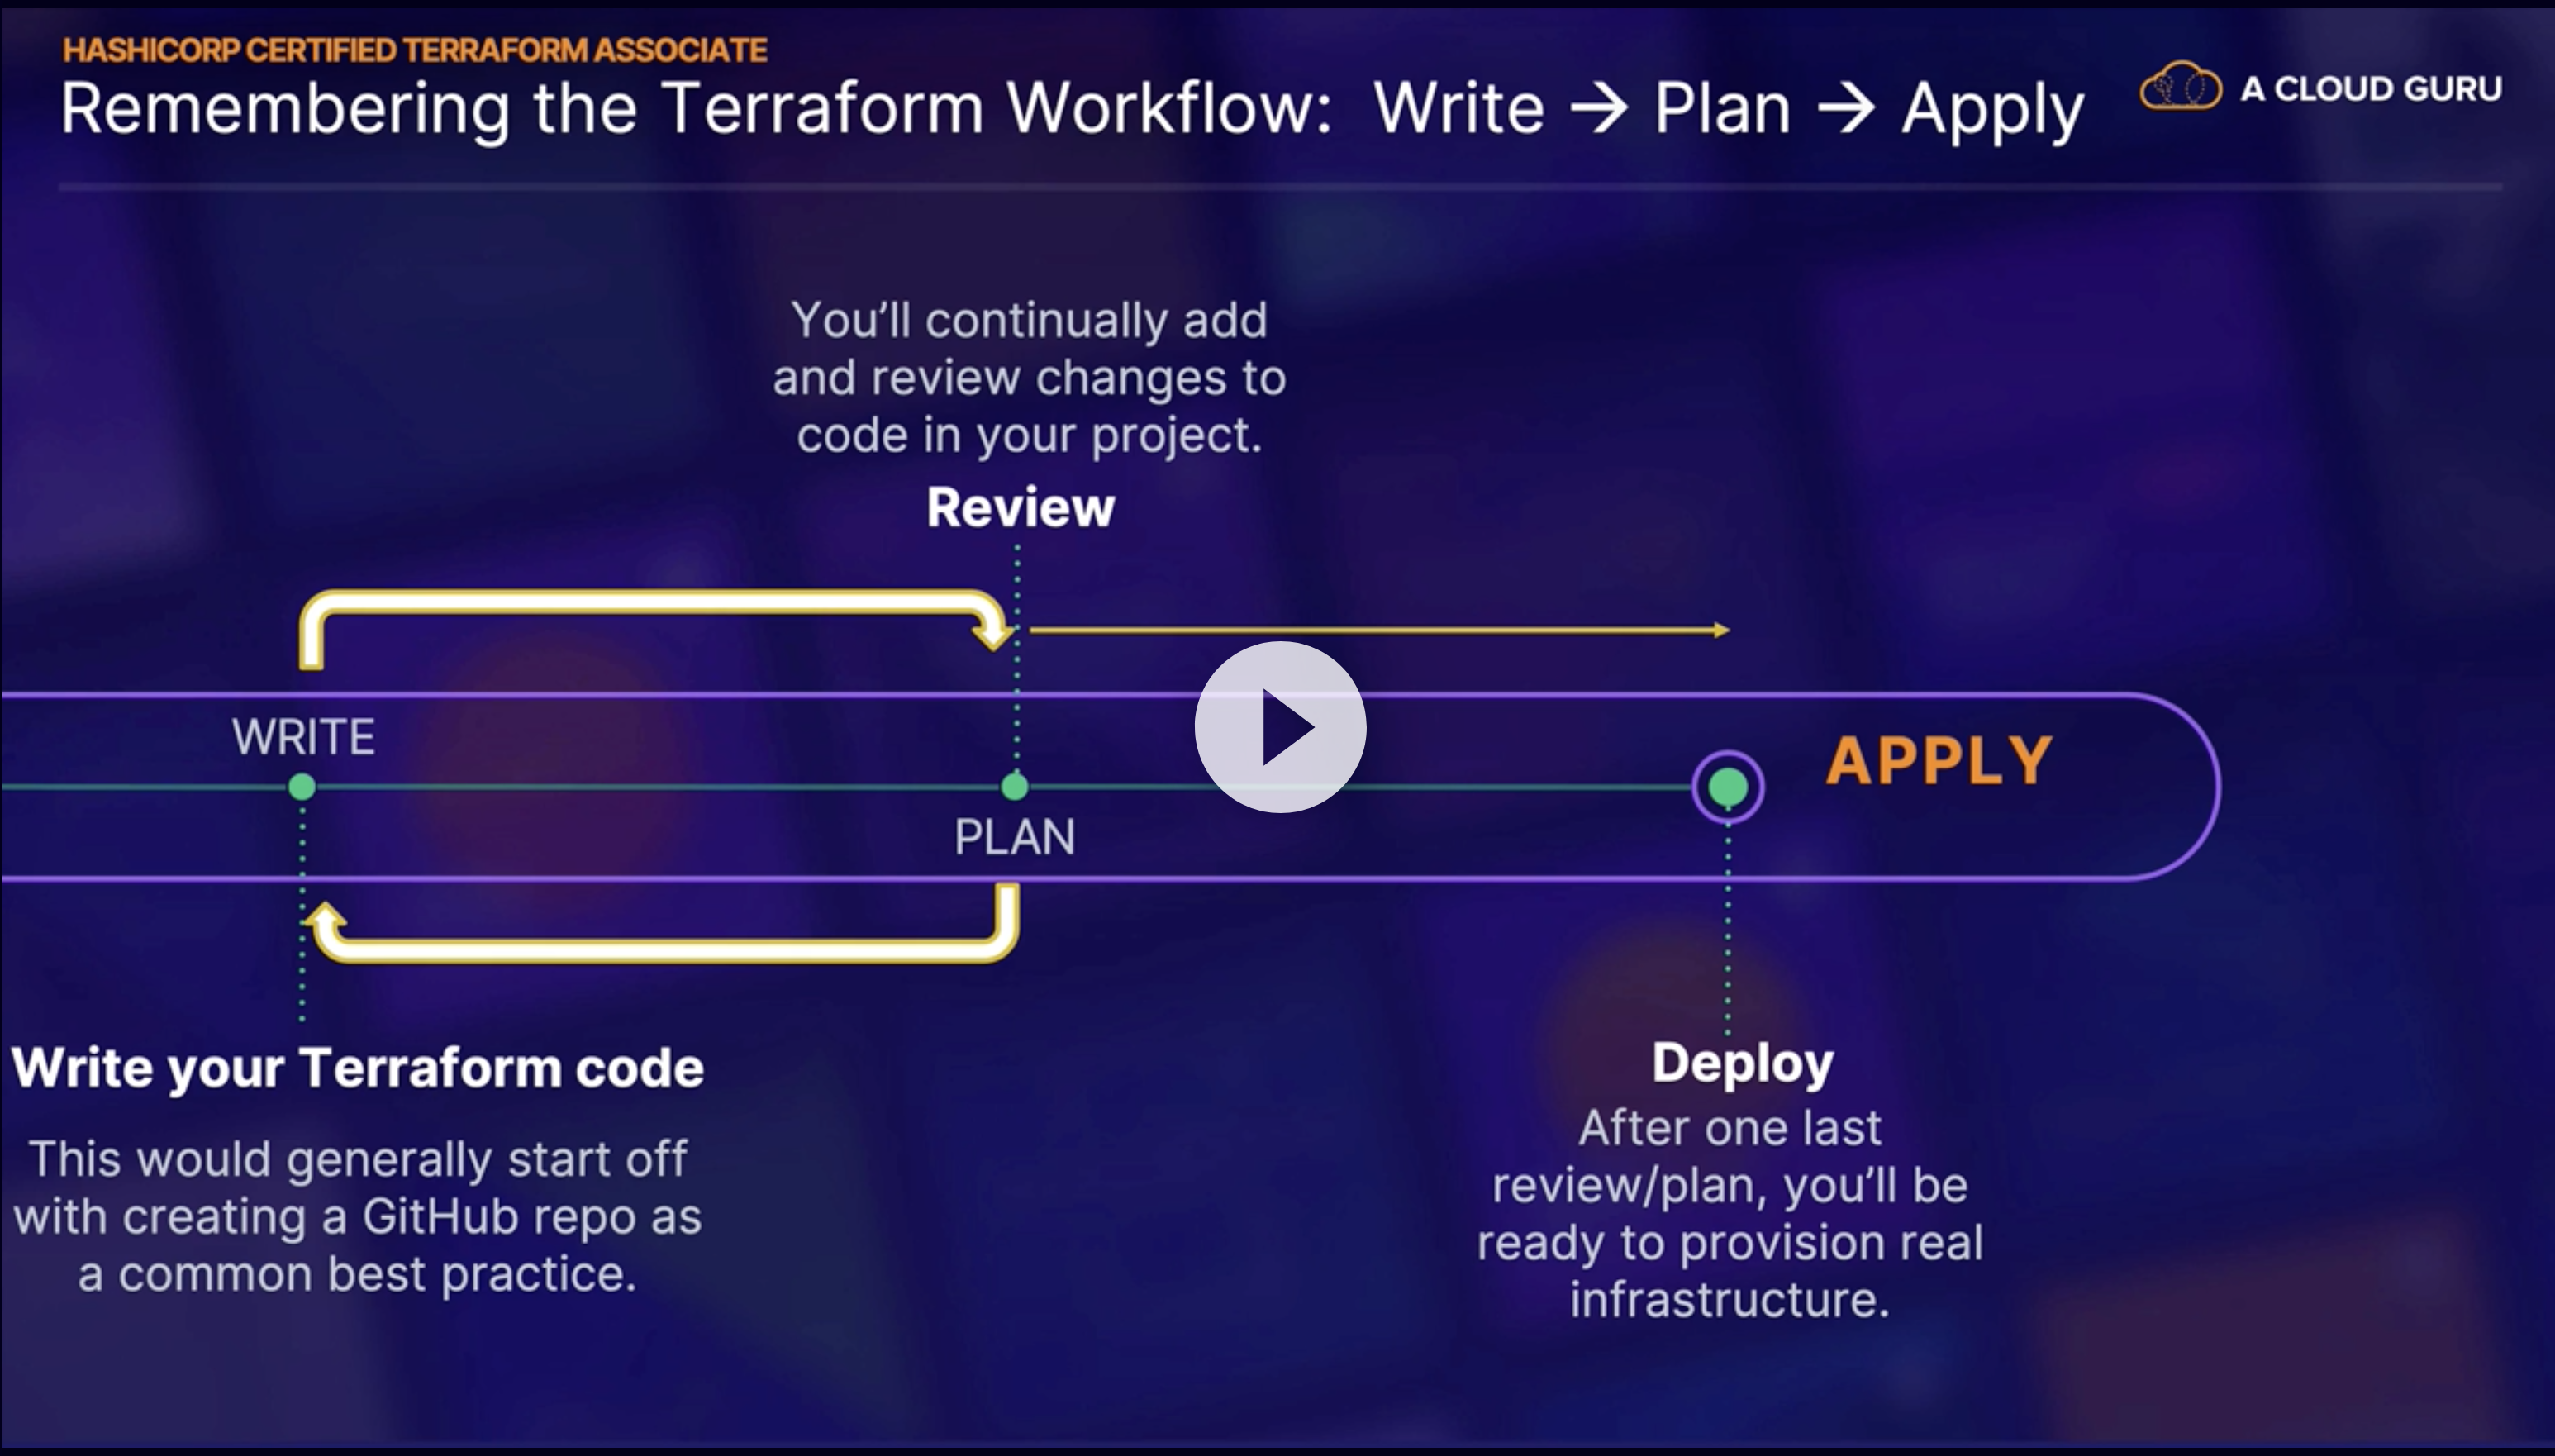 HASHICORP CERTIFIED TERRAFORM ASSOCIATE
Remembering the Terraform Workflow: Write → Plan → Apply
A CLOUD GURU
You'll continually add
and review changes to
code in your project.
Review
WRITE
PLAN
APPLY
Write your Terraform code
This would generally start off
with creating a GitHub repo as
a common best practice.
Deploy
After one last
review/plan, you'll be
ready to provision real
infrastructure.